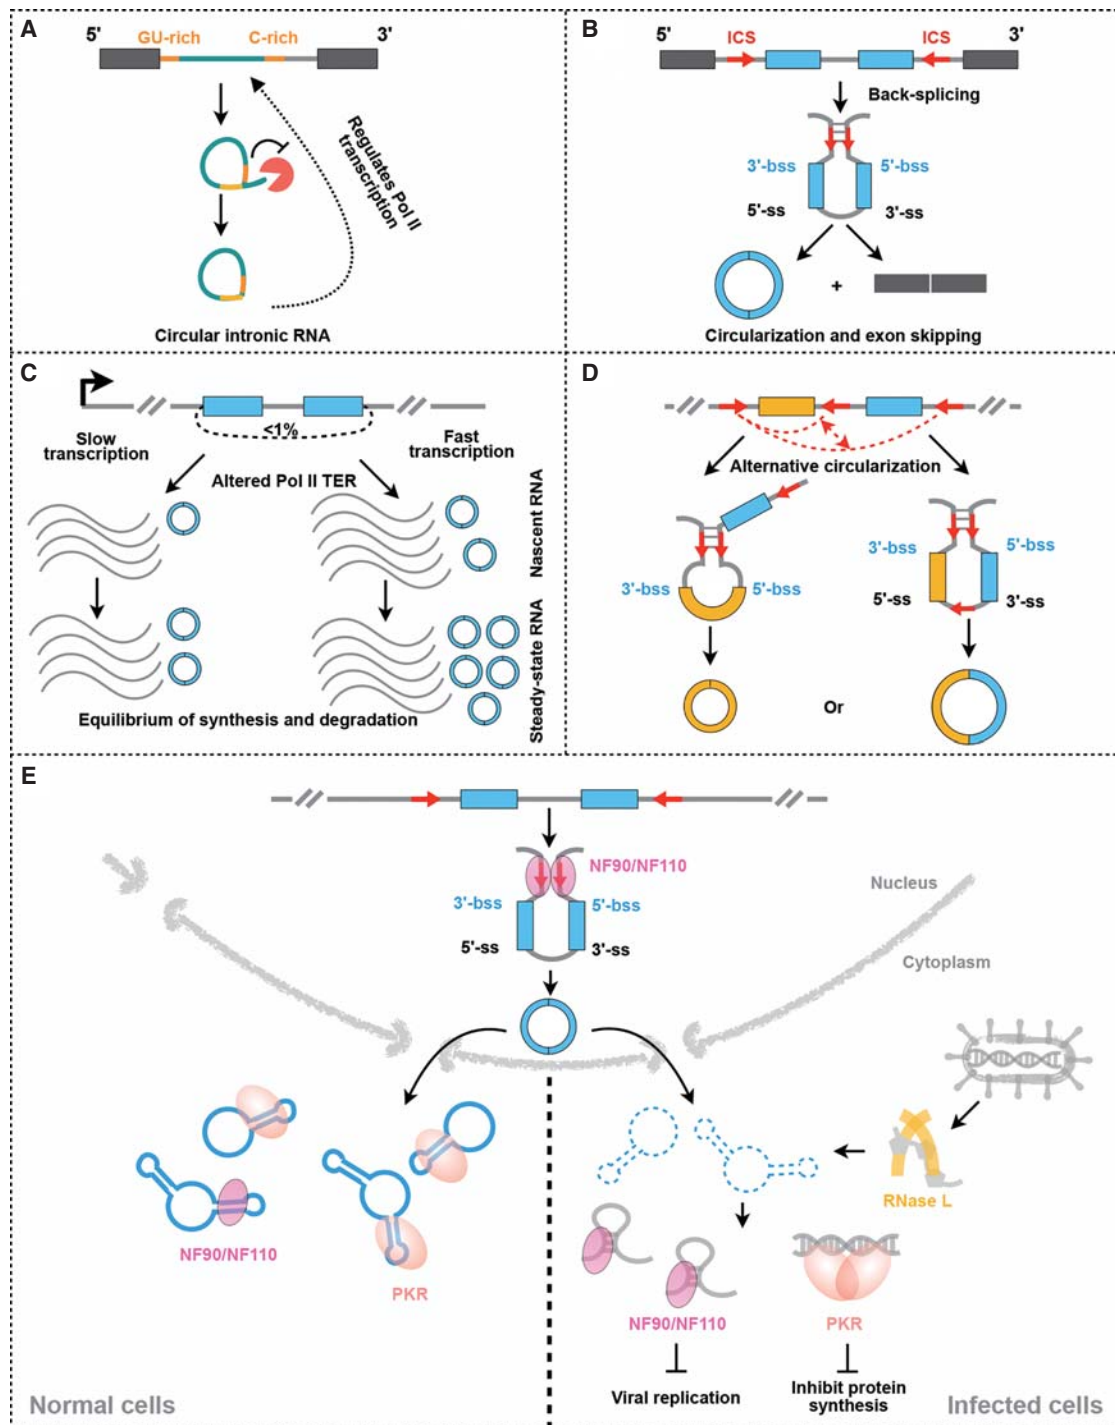 A
5'
3'
GU-rich
C-rich
Regulates Pol II
transcription
Circular intronic RNA
B
5'
3'
ICS
ICS
Back-splicing
3'-bss
5'-bss
5'-ss
3'-ss
+
Circularization and exon skipping
C
<1%
Slow
transcription
Fast
transcription
Altered Pol II TER
Nascent RNA
Steady-state RNA
Equilibrium of synthesis and degradation
D
Alternative circularization
3'-bss
5'-bss
3'-bss
5'-bss
5'-ss
3'-ss
Or
E
NF90/NF110
3'-bss
5'-bss
5'-ss
3'-ss
Nucleus
Cytoplasm
NF90/NF110
PKR
RNase L
NF90/NF110
PKR
Viral replication
Inhibit protein
synthesis
Normal cells
Infected cells